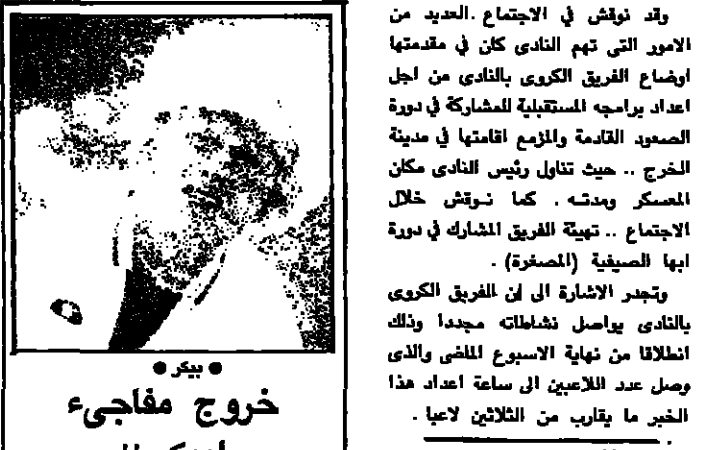 وقد نوقش في الاجتماع .العديد من
الامور التى تهم النادى كان في مقدمتها
اوضاع الفريق الكروى بالنادى من اجل
اعداد برامجه المستقبلية للمشاركة في دورة
الصعود القادمة والمزمع اقامتها في مدينة
الخرج .. حيث تناول رئيس النادى مكان
المعسكر ومدته . كما نوقش خلال
الاجتماع .. تهيئة الفريق المشارك في دورة
ابها الصيفية (المصغرة) .
وتجدر الاشارة الى ان الفريق الكروى
بالنادى يواصل نشاطاته مجددا وذلك
انطلاقا من نهاية الاسبوع الماضى والذى
وصل عدد اللاعبين الى ساعة اعداد هذا
الخبر ما يقارب من الثلاثين لاعبا .
● بيكر ●
خروج مفاجىء